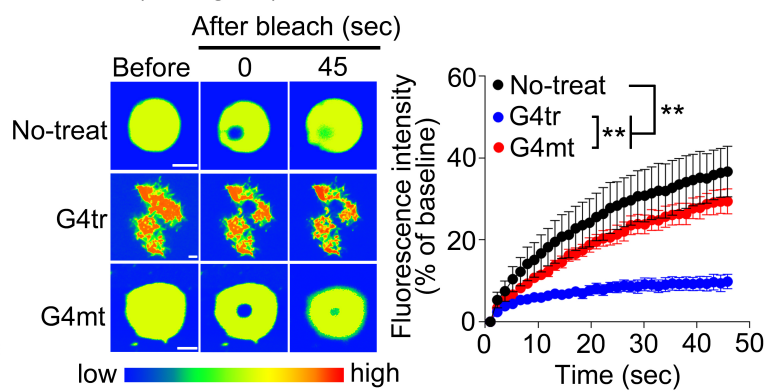 After bleach (sec)
Before 0 45
No-treat
G4tr
G4mt
low high
Fluorescence intensity
(% of baseline)
60
40
20
0
No-treat
G4tr
G4mt
**
**
0 10 20 30 40 50
Time (sec)